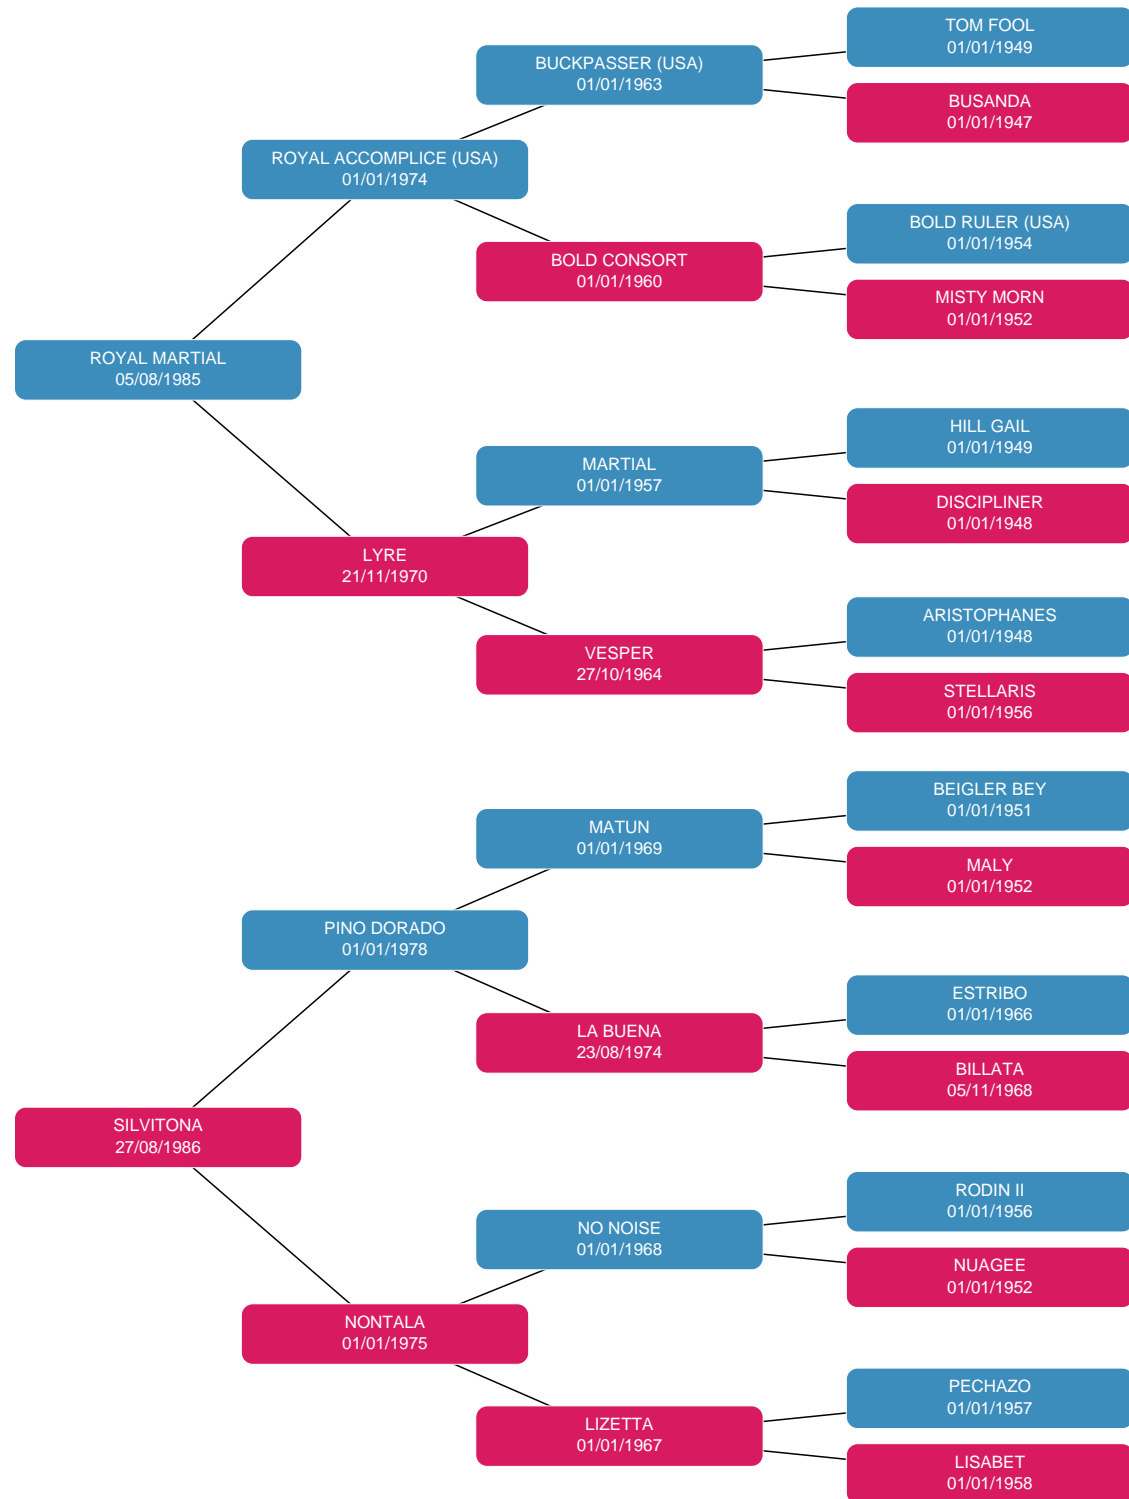 TOM FOOL
01/01/1949
BUCKPASSER (USA)
01/01/1963
BUSANDA
01/01/1947
ROYAL ACCOMPLICE (USA)
01/01/1974
BOLD RULER (USA)
01/01/1954
BOLD CONSORT
01/01/1960
MISTY MORN
01/01/1952
ROYAL MARTIAL
05/08/1985
HILL GAIL
01/01/1949
MARTIAL
01/01/1957
DISCIPLINER
01/01/1948
LYRE
21/11/1970
ARISTOPHANES
01/01/1948
VESPER
27/10/1964
STELLARIS
01/01/1956
BEIGLER BEY
01/01/1951
MATUN
01/01/1969
MALY
01/01/1952
PINO DORADO
01/01/1978
ESTRIBO
01/01/1966
LA BUENA
23/08/1974
BILLATA
05/11/1968
SILVITONA
27/08/1986
RODIN II
01/01/1956
NO NOISE
01/01/1968
NUAGEE
01/01/1952
NONTALA
01/01/1975
PECHAZO
01/01/1957
LIZETTA
01/01/1967
LISABET
01/01/1958